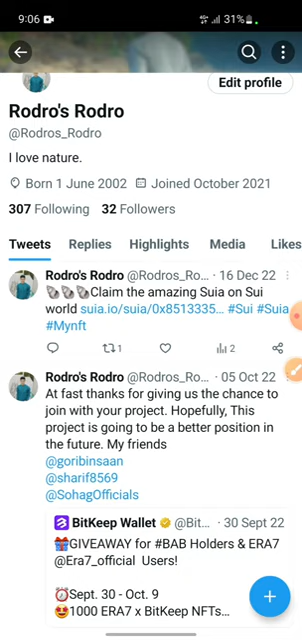 9:06
31%
Edit profile
Rodro's Rodro
@Rodros_Rodro
I love nature.
Born 1 June 2002 Joined October 2021
307 Following 32 Followers
Tweets Replies Highlights Media Likes
Rodro's Rodro @Rodros_Ro... · 16 Dec 22
🐚🐚🐚Claim the amazing Suia on Sui
world suia.io/suia/0x8513335... #Sui #Suia
#Mynft
1 2
Rodro's Rodro @Rodros_Ro... · 05 Oct 22
At fast thanks for giving us the chance to
join with your project. Hopefully, This
project is going to be a better position in
the future. My friends
@goribinsaan
@sharif8569
@SohagOfficials
BitKeep Wallet @Bit... · 30 Sept 22
🎁GIVEAWAY for #BAB Holders & ERA7
@Era7_official Users!
⏰Sept. 30 - Oct. 9
😍1000 ERA7 x BitKeep NFTs...